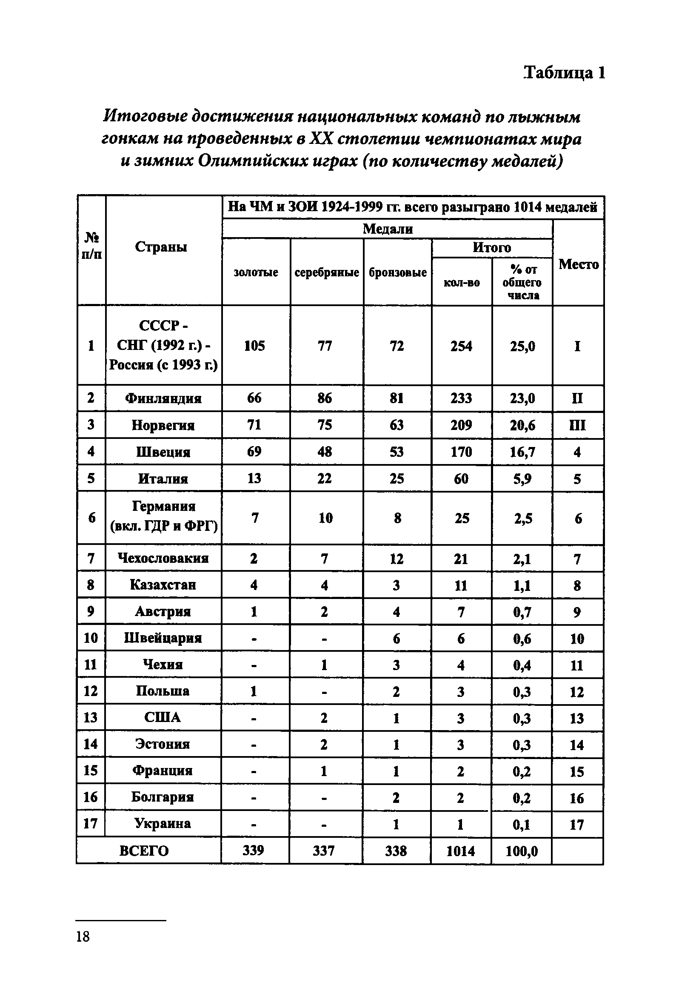 Таблица 1
Итоговые достижения национальных команд по лыжным
гонкам на проведенных в XX столетии чемпионатах мира
и зимних Олимпийских играх (по количеству медалей)
№ п/п Страны На ЧМ и ЗОИ 1924-1999 гг. всего разыграно 1014 медалей
Медали Место
золотые серебряные бронзовые Итого
кол-во % от общего числа
1 СССР - СНГ (1992 г.) - Россия (с 1993 г.) 105 77 72 254 25,0 I
2 Финляндия 66 86 81 233 23,0 II
3 Норвегия 71 75 63 209 20,6 III
4 Швеция 69 48 53 170 16,7 4
5 Италия 13 22 25 60 5,9 5
6 Германия (вкл. ГДР и ФРГ) 7 10 8 25 2,5 6
7 Чехословакия 2 7 12 21 2,1 7
8 Казахстан 4 4 3 11 1,1 8
9 Австрия 1 2 4 7 0,7 9
10 Швейцария - - 6 6 0,6 10
11 Чехия - 1 3 4 0,4 11
12 Польша 1 - 2 3 0,3 12
13 США - 2 1 3 0,3 13
14 Эстония - 2 1 3 0,3 14
15 Франция - 1 1 2 0,2 15
16 Болгария - - 2 2 0,2 16
17 Украина - - 1 1 0,1 17
ВСЕГО 339 337 338 1014 100,0
18